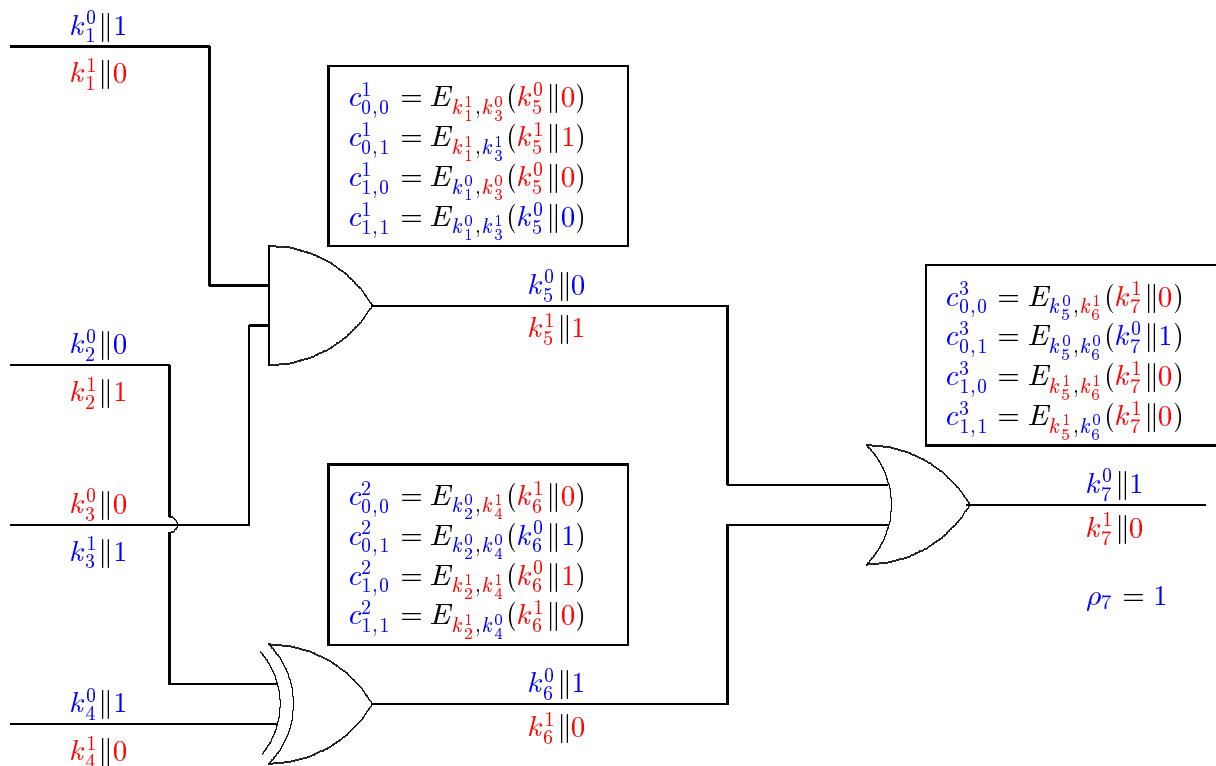 k_1^0‖1
k_1^1‖0
c_{0,0}^1 = E_{k_1^1,k_3^0}(k_5^0‖0)
c_{0,1}^1 = E_{k_1^1,k_3^1}(k_5^1‖1)
c_{1,0}^1 = E_{k_1^0,k_3^0}(k_5^0‖0)
c_{1,1}^1 = E_{k_1^0,k_3^1}(k_5^0‖0)
k_5^0‖0
k_5^1‖1
k_2^0‖0
k_2^1‖1
c_{0,0}^3 = E_{k_5^0,k_6^1}(k_7^1‖0)
c_{0,1}^3 = E_{k_5^0,k_6^0}(k_7^0‖1)
c_{1,0}^3 = E_{k_5^1,k_6^1}(k_7^1‖0)
c_{1,1}^3 = E_{k_5^1,k_6^0}(k_7^1‖0)
k_3^0‖0
k_3^1‖1
c_{0,0}^2 = E_{k_2^0,k_4^1}(k_6^1‖0)
c_{0,1}^2 = E_{k_2^0,k_4^0}(k_6^0‖1)
c_{1,0}^2 = E_{k_2^1,k_4^1}(k_6^0‖1)
c_{1,1}^2 = E_{k_2^1,k_4^0}(k_6^1‖0)
k_7^0‖1
k_7^1‖0
ρ_7 = 1
k_4^0‖1
k_4^1‖0
k_6^0‖1
k_6^1‖0